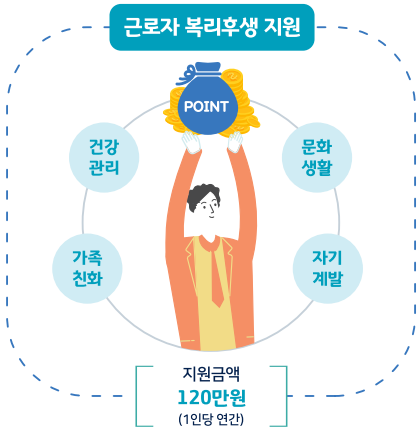 근로자 복리후생 지원
POINT
건강
관리
문화
생활
가족
친화
자기
계발
지원금액
120만원
(1인당 연간)